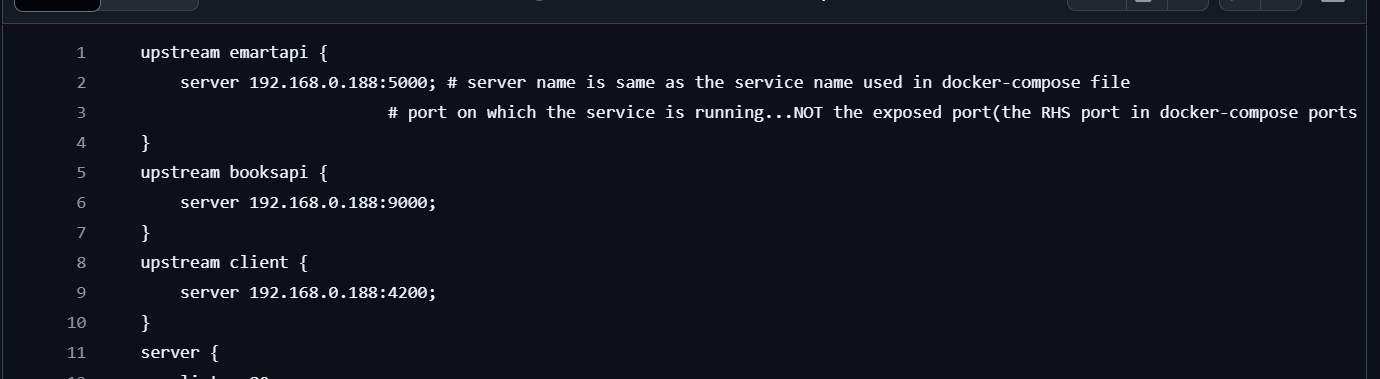 1 upstream emartapi {
2 server 192.168.0.188:5000; # server name is same as the service name used in docker-compose file
3 # port on which the service is running...NOT the exposed port(the RHS port in docker-compose ports
4 }
5 upstream booksapi {
6 server 192.168.0.188:9000;
7 }
8 upstream client {
9 server 192.168.0.188:4200;
10 }
11 server {